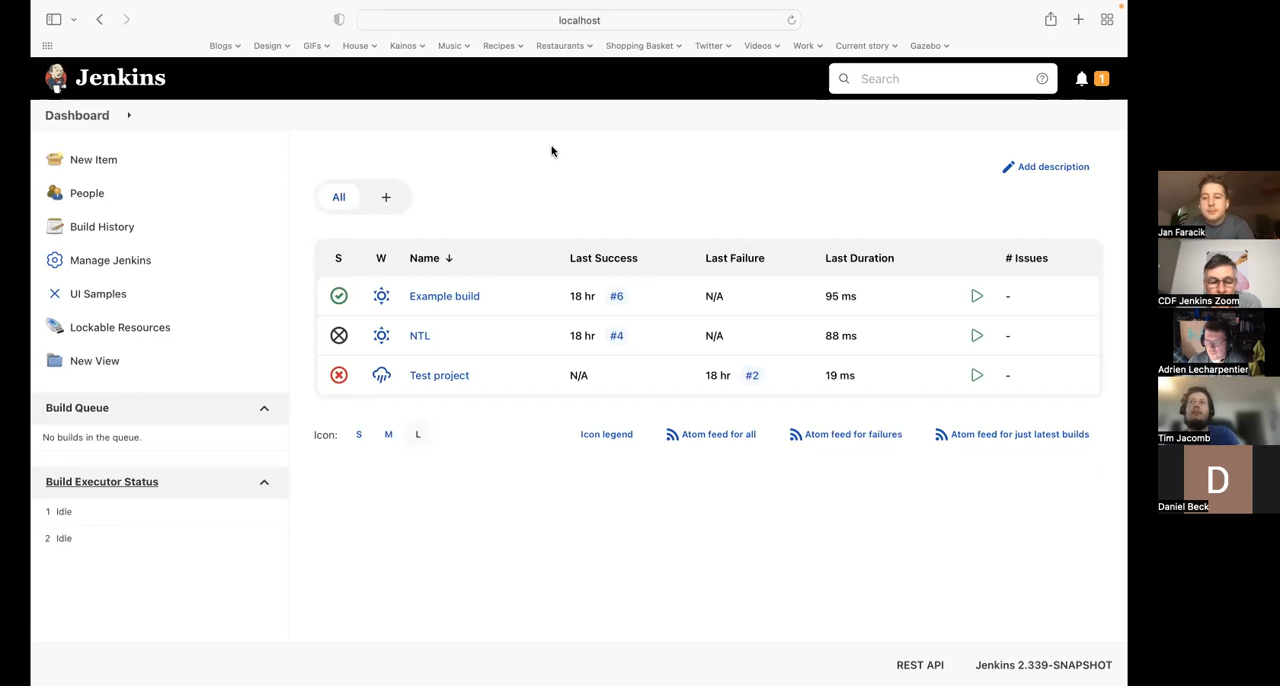 localhost
Blogs Design GIFs House Kainos Music Recipes Restaurants Shopping Basket Twitter Videos Work Current story Gazebo
Jenkins
Search
1
Dashboard
New Item
People
Build History
Manage Jenkins
UI Samples
Lockable Resources
New View
Build Queue
No builds in the queue.
Build Executor Status
1 Idle
2 Idle
Add description
All +
S W Name ↓ Last Success Last Failure Last Duration # Issues
Example build 18 hr #6 N/A 95 ms -
NTL 18 hr #4 N/A 88 ms -
Test project N/A 18 hr #2 19 ms -
Icon: S M L Icon legend Atom feed for all Atom feed for failures Atom feed for just latest builds
REST API Jenkins 2.339-SNAPSHOT
Jan Faracik
CDF Jenkins Zoom
Adrien Lecharpentier
Tim Jacomb
D
Daniel Beck